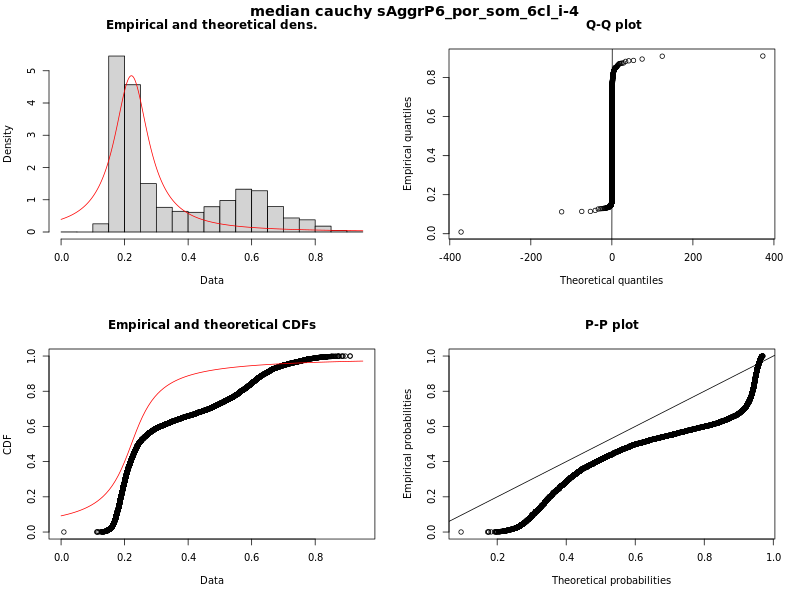 median cauchy sAggrP6_por_som_6cl_i-4
Empirical and theoretical dens.
Density
0 1 2 3 4 5
0.0 0.2 0.4 0.6 0.8
Data
Q-Q plot
Empirical quantiles
0.0 0.2 0.4 0.6 0.8
-400 -200 0 200 400
Theoretical quantiles
Empirical and theoretical CDFs
CDF
0.0 0.2 0.4 0.6 0.8 1.0
0.0 0.2 0.4 0.6 0.8
Data
P-P plot
Empirical probabilities
0.0 0.2 0.4 0.6 0.8 1.0
0.2 0.4 0.6 0.8 1.0
Theoretical probabilities